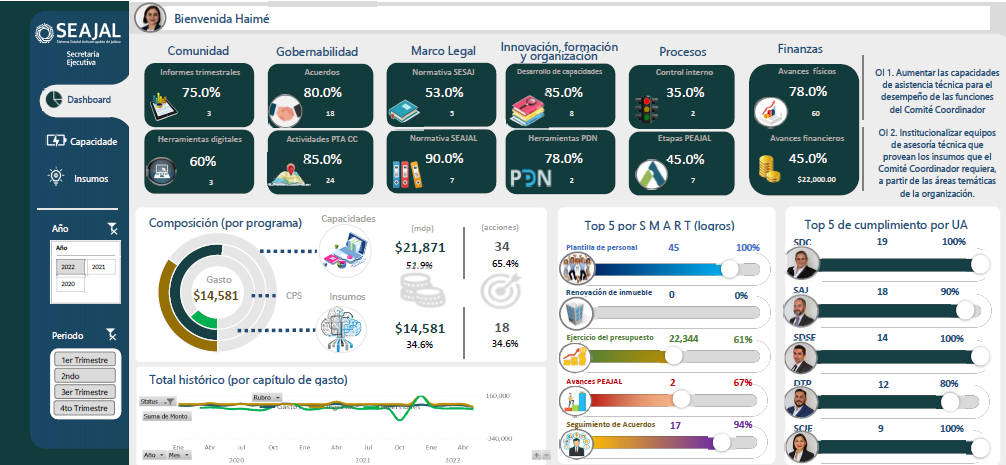 Bienvenida Haimé
SEAJAL
Sistema Estatal Anticorrupción de Jalisco
Secretaría
Ejecutiva
Dashboard
Capacidade
Insumos
Año
Año
2022
2021
2020
Periodo
1er Trimestre
2ndo
3er Trimestre
4to Trimestre
Comunidad
Informes trimestrales
75.0%
3
Herramientas digitales
60%
3
Gobernabilidad
Acuerdos
80.0%
18
Actividades PTA CC
85.0%
24
Marco Legal
Normativa SESAJ
53.0%
5
Normativa SEAJAL
90.0%
7
Innovación, formación
y organización
Desarrollo de capacidades
85.0%
8
Herramientas PDN
78.0%
PDN
2
Procesos
Control interno
35.0%
2
Etapas PEAJAL
45.0%
7
Finanzas
Avances físicos
78.0%
60
Avances financieros
45.0%
$22,000.00
OI 1. Aumentar las capacidades
de asistencia técnica para el
desempeño de las funciones
del Comité Coordinador
OI 2. Institucionalizar equipos
de asesoría técnica que
provean los insumos que el
Comité Coordinador requiera,
a partir de las áreas temáticas
de la organización.
Composición (por programa)
Gasto
$14,581
CPS
Capacidades
Insumos
(mdp)
$21,871
51.9%
$14,581
34.6%
(acciones)
34
65.4%
18
34.6%
Total histórico (por capítulo de gasto)
Status
Rubro
Suma de Monto
160,000
-340,000
Ene Abr Jul Oct Ene Abr Jul Oct Ene Abr
2020 2021 2022
Año Mes
Top 5 por S M A R T (logros)
Plantilla de personal 45 100%
Renovación de inmueble 0 0%
Ejercicio del presupuesto 22,344 61%
Avances PEAJAL 2 67%
Seguimiento de Acuerdos 17 94%
Top 5 de cumplimiento por UA
SDC 19 100%
SAJ 18 90%
SDSF 14 100%
DTP 12 80%
SCJF 9 100%